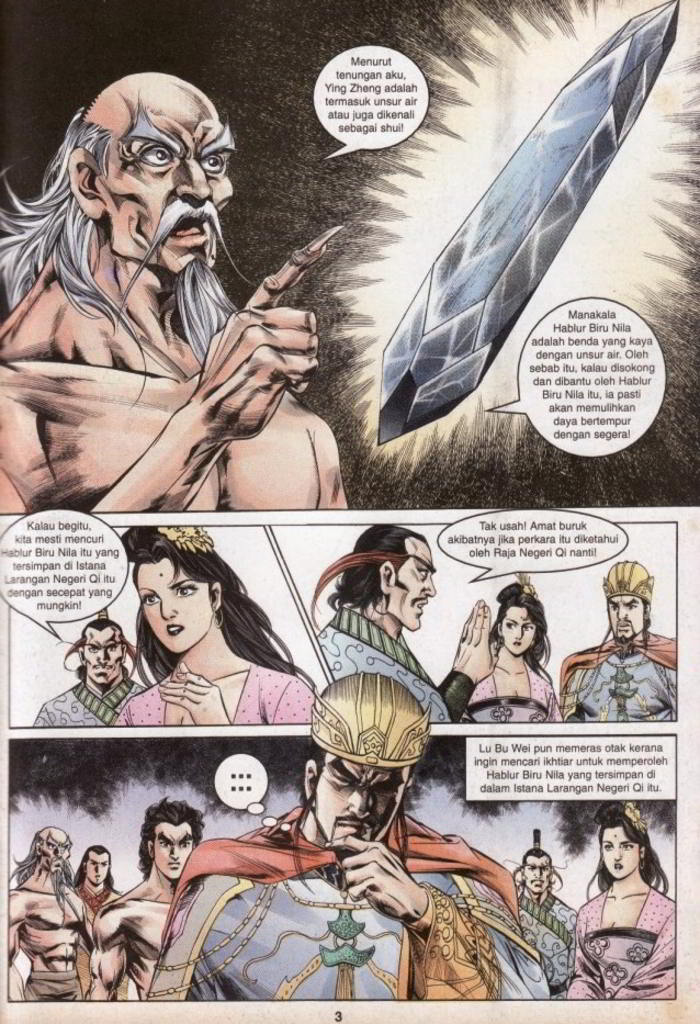 Menurut
tenungan aku,
Ying Zheng adalah
termasuk unsur air
atau juga dikenali
sebagai shui!
Manakala
Hablur Biru Nila
adalah benda yang kaya
dengan unsur air. Oleh
sebab itu, kalau disokong
dan dibantu oleh Hablur
Biru Nila itu, ia pasti
akan memulihkan
daya bertempur
dengan segera!
Kalau begitu,
kita mesti mencuri
Hablur Biru Nila itu yang
tersimpan di Istana
Larangan Negeri Qi itu
dengan secepat yang
mungkin!
Tak usah! Amat buruk
akibatnya jika perkara itu diketahui
oleh Raja Negeri Qi nanti!
...
...
Lu Bu Wei pun memeras otak kerana
ingin mencari ikhtiar untuk memperoleh
Hablur Biru Nila yang tersimpan di
dalam Istana Larangan Negeri Qi itu.
3